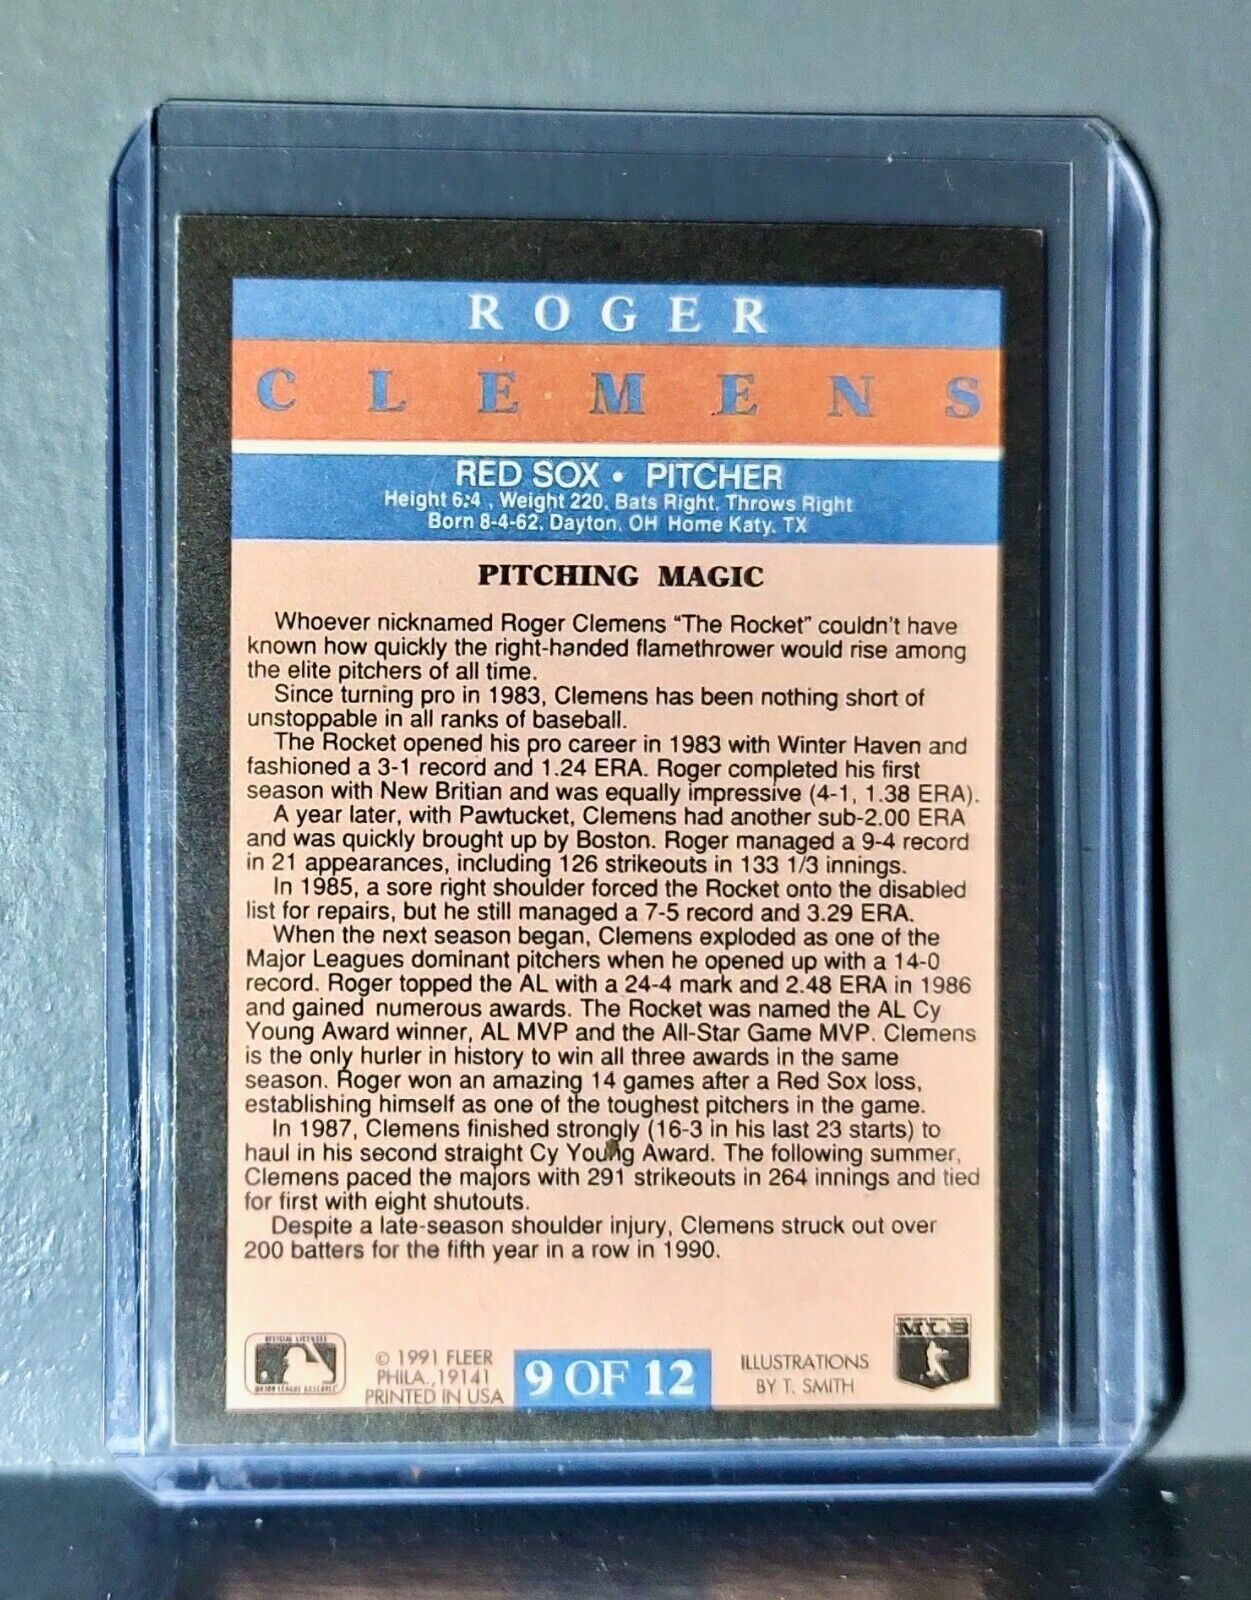 ROGER
CLEMENS
RED SOX • PITCHER
Height 6:4 , Weight 220, Bats Right, Throws Right
Born 8-4-62, Dayton, OH Home Katy, TX
PITCHING MAGIC
Whoever nicknamed Roger Clemens "The Rocket" couldn't have
known how quickly the right-handed flamethrower would rise among
the elite pitchers of all time.
Since turning pro in 1983, Clemens has been nothing short of
unstoppable in all ranks of baseball.
The Rocket opened his pro career in 1983 with Winter Haven and
fashioned a 3-1 record and 1.24 ERA. Roger completed his first
season with New Britian and was equally impressive (4-1, 1.38 ERA).
A year later, with Pawtucket, Clemens had another sub-2.00 ERA
and was quickly brought up by Boston. Roger managed a 9-4 record
in 21 appearances, including 126 strikeouts in 133 1/3 innings.
In 1985, a sore right shoulder forced the Rocket onto the disabled
list for repairs, but he still managed a 7-5 record and 3.29 ERA.
When the next season began, Clemens exploded as one of the
Major Leagues dominant pitchers when he opened up with a 14-0
record. Roger topped the AL with a 24-4 mark and 2.48 ERA in 1986
and gained numerous awards. The Rocket was named the AL Cy
Young Award winner, AL MVP and the All-Star Game MVP. Clemens
is the only hurler in history to win all three awards in the same
season. Roger won an amazing 14 games after a Red Sox loss,
establishing himself as one of the toughest pitchers in the game.
In 1987, Clemens finished strongly (16-3 in his last 23 starts) to
haul in his second straight Cy Young Award. The following summer,
Clemens paced the majors with 291 strikeouts in 264 innings and tied
for first with eight shutouts.
Despite a late-season shoulder injury, Clemens struck out over
200 batters for the fifth year in a row in 1990.
OFFICIAL LICENSEE
MAJOR LEAGUE BASEBALL
© 1991 FLEER
PHILA.,19141
PRINTED IN USA
9 OF 12
ILLUSTRATIONS
BY T. SMITH
MLB